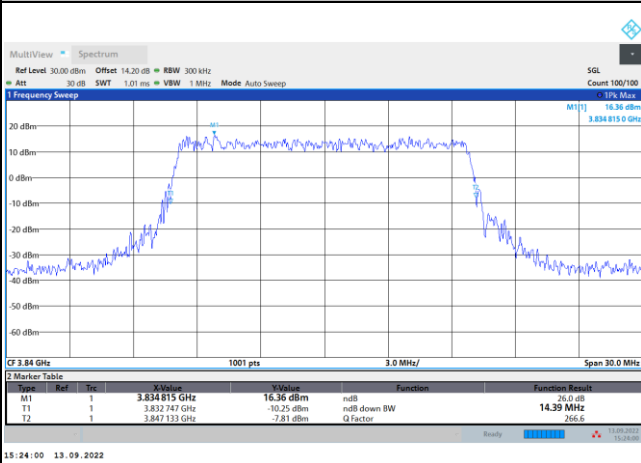 MultiView Spectrum
Ref Level 30.00 dBm Offset 14.20 dB RBW 300 kHz SGL
Att 30 dB SWT 1.01 ms VBW 1 MHz Mode Auto Sweep Count 100/100
1 Frequency Sweep 1Pk Max
M1[1] 16.36 dBm
3.834 815 0 GHz
M1
20 dBm
10 dBm
0 dBm
-10 dBm
-20 dBm
-30 dBm
-40 dBm
-50 dBm
-60 dBm
CF 3.84 GHz 1001 pts 3.0 MHz/ Span 30.0 MHz
2 Marker Table
Type Ref Trc X-Value Y-Value Function Function Result
M1 1 3.834 815 GHz 16.36 dBm ndB 26.0 dB
T1 1 3.832 747 GHz -10.25 dBm ndB down BW 14.39 MHz
T2 1 3.847 133 GHz -7.81 dBm Q Factor 266.6
Ready 13.09.2022
15:24:00
15:24:00 13.09.2022